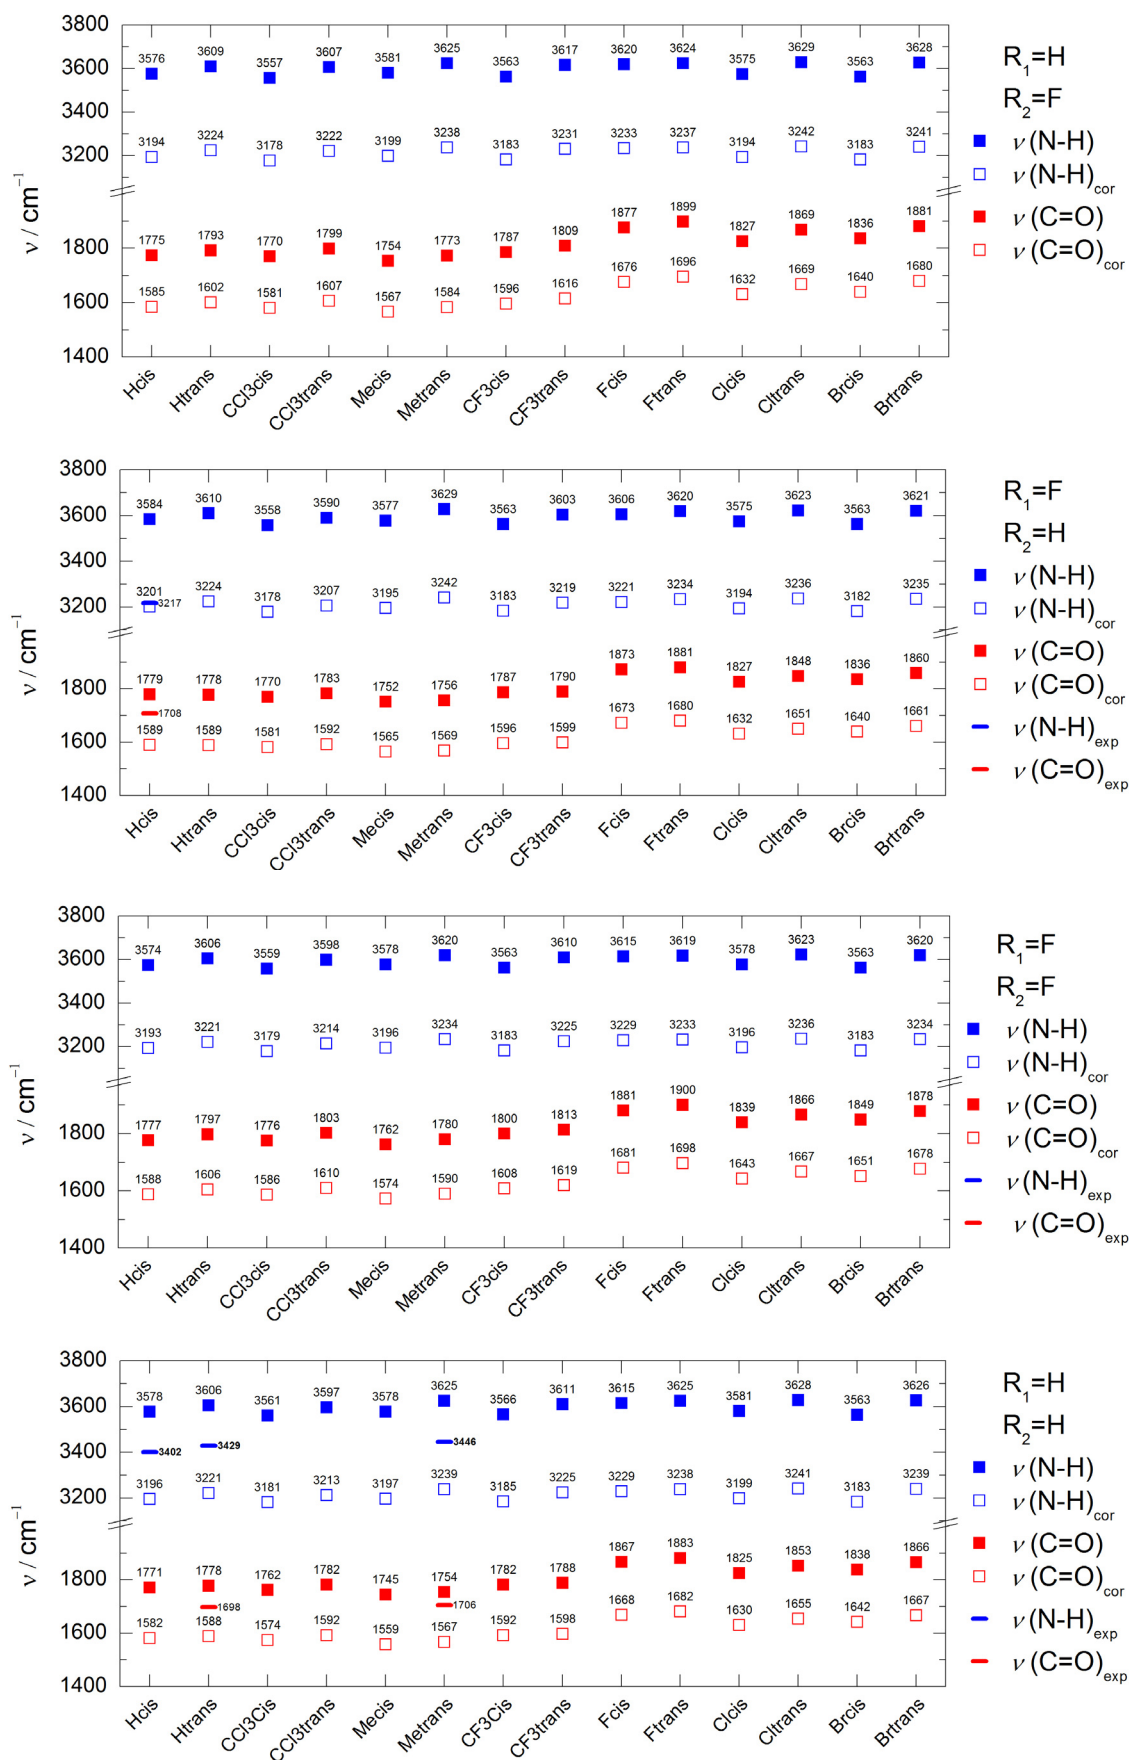 3800
3600
3400
3200
1800
1600
1400
ν / cm⁻¹
3576 3609 3557 3607 3581 3625 3563 3617 3620 3624 3575 3629 3563 3628
3194 3224 3178 3222 3199 3238 3183 3231 3233 3237 3194 3242 3183 3241
1775 1793 1770 1799 1754 1773 1787 1809 1877 1899 1827 1869 1836 1881
1585 1602 1581 1607 1567 1584 1596 1616 1676 1696 1632 1669 1640 1680
Hcis Htrans CCl3cis CCl3trans Mecis Metrans CF3cis CF3trans Fcis Ftrans Clcis Cltrans Brcis Brtrans
R₁=H
R₂=F
ν(N-H)
ν(N-H)cor
ν(C=O)
ν(C=O)cor
3800
3600
3400
3200
1800
1600
1400
ν / cm⁻¹
3584 3610 3558 3590 3577 3629 3563 3603 3606 3620 3575 3623 3563 3621
3201 3224 3178 3207 3195 3242 3183 3219 3221 3234 3194 3236 3182 3235
3217
1779 1778 1770 1783 1752 1756 1787 1790 1873 1881 1827 1848 1836 1860
1708
1589 1589 1581 1592 1565 1569 1596 1599 1673 1680 1632 1651 1640 1661
Hcis Htrans CCl3cis CCl3trans Mecis Metrans CF3cis CF3trans Fcis Ftrans Clcis Cltrans Brcis Brtrans
R₁=F
R₂=H
ν(N-H)
ν(N-H)cor
ν(C=O)
ν(C=O)cor
ν(N-H)exp
ν(C=O)exp
3800
3600
3400
3200
1800
1600
1400
ν / cm⁻¹
3574 3606 3559 3598 3578 3620 3563 3610 3615 3619 3578 3623 3563 3620
3193 3221 3179 3214 3196 3234 3183 3225 3229 3233 3196 3236 3183 3234
1777 1797 1776 1803 1762 1780 1800 1813 1881 1900 1839 1866 1849 1878
1588 1606 1586 1610 1574 1590 1608 1619 1681 1698 1643 1667 1651 1678
Hcis Htrans CCl3cis CCl3trans Mecis Metrans CF3cis CF3trans Fcis Ftrans Clcis Cltrans Brcis Brtrans
R₁=F
R₂=F
ν(N-H)
ν(N-H)cor
ν(C=O)
ν(C=O)cor
ν(N-H)exp
ν(C=O)exp
3800
3600
3400
3200
1800
1600
1400
ν / cm⁻¹
3578 3606 3561 3597 3578 3625 3566 3611 3615 3625 3581 3628 3563 3626
3402 3429 3446
3196 3221 3181 3213 3197 3239 3185 3225 3229 3238 3199 3241 3183 3239
1771 1778 1762 1782 1745 1754 1782 1788 1867 1883 1825 1853 1838 1866
1698 1706
1582 1588 1574 1592 1559 1567 1592 1598 1668 1682 1630 1655 1642 1667
Hcis Htrans CCl3Cis CCl3trans Mecis Metrans CF3Cis CF3trans Fcis Ftrans Clcis Cltrans Brcis Brtrans
R₁=H
R₂=H
ν(N-H)
ν(N-H)cor
ν(C=O)
ν(C=O)cor
ν(N-H)exp
ν(C=O)exp